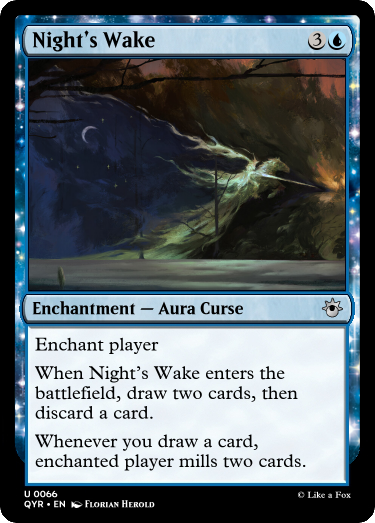 Night's Wake
3
Enchantment — Aura Curse
Enchant player
When Night's Wake enters the
battlefield, draw two cards, then
discard a card.
Whenever you draw a card,
enchanted player mills two cards.
U 0066
QYR • EN Florian Herold
© Like a Fox